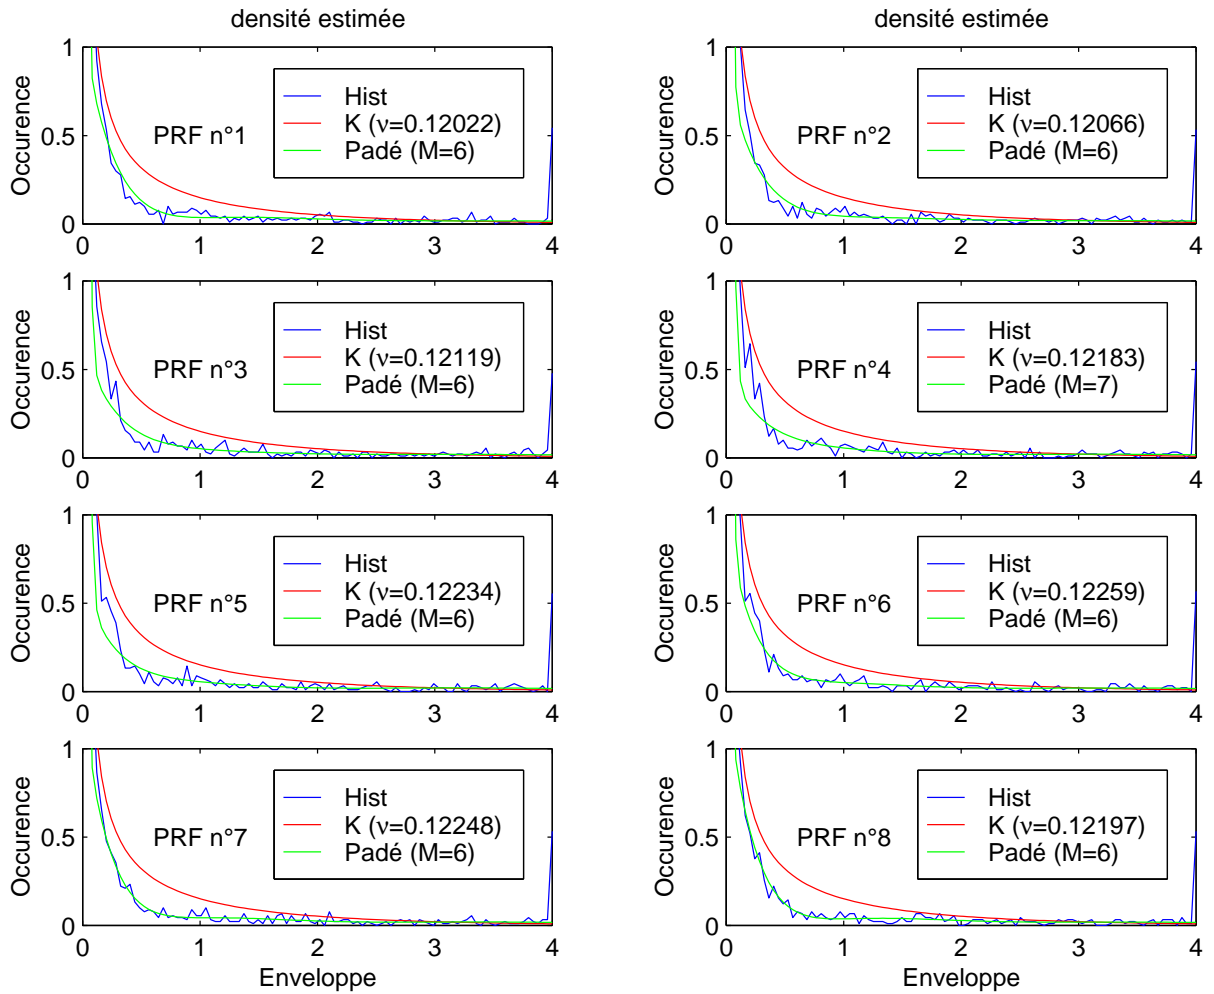 densité estimée
1
0.5
0
Occurence
PRF n°1
Hist
K (ν=0.12022)
Padé (M=6)
0 1 2 3 4
densité estimée
1
0.5
0
Occurence
PRF n°2
Hist
K (ν=0.12066)
Padé (M=6)
0 1 2 3 4
1
0.5
0
Occurence
PRF n°3
Hist
K (ν=0.12119)
Padé (M=6)
0 1 2 3 4
1
0.5
0
Occurence
PRF n°4
Hist
K (ν=0.12183)
Padé (M=7)
0 1 2 3 4
1
0.5
0
Occurence
PRF n°5
Hist
K (ν=0.12234)
Padé (M=6)
0 1 2 3 4
1
0.5
0
Occurence
PRF n°6
Hist
K (ν=0.12259)
Padé (M=6)
0 1 2 3 4
1
0.5
0
Occurence
PRF n°7
Hist
K (ν=0.12248)
Padé (M=6)
0 1 2 3 4
Enveloppe
1
0.5
0
Occurence
PRF n°8
Hist
K (ν=0.12197)
Padé (M=6)
0 1 2 3 4
Enveloppe